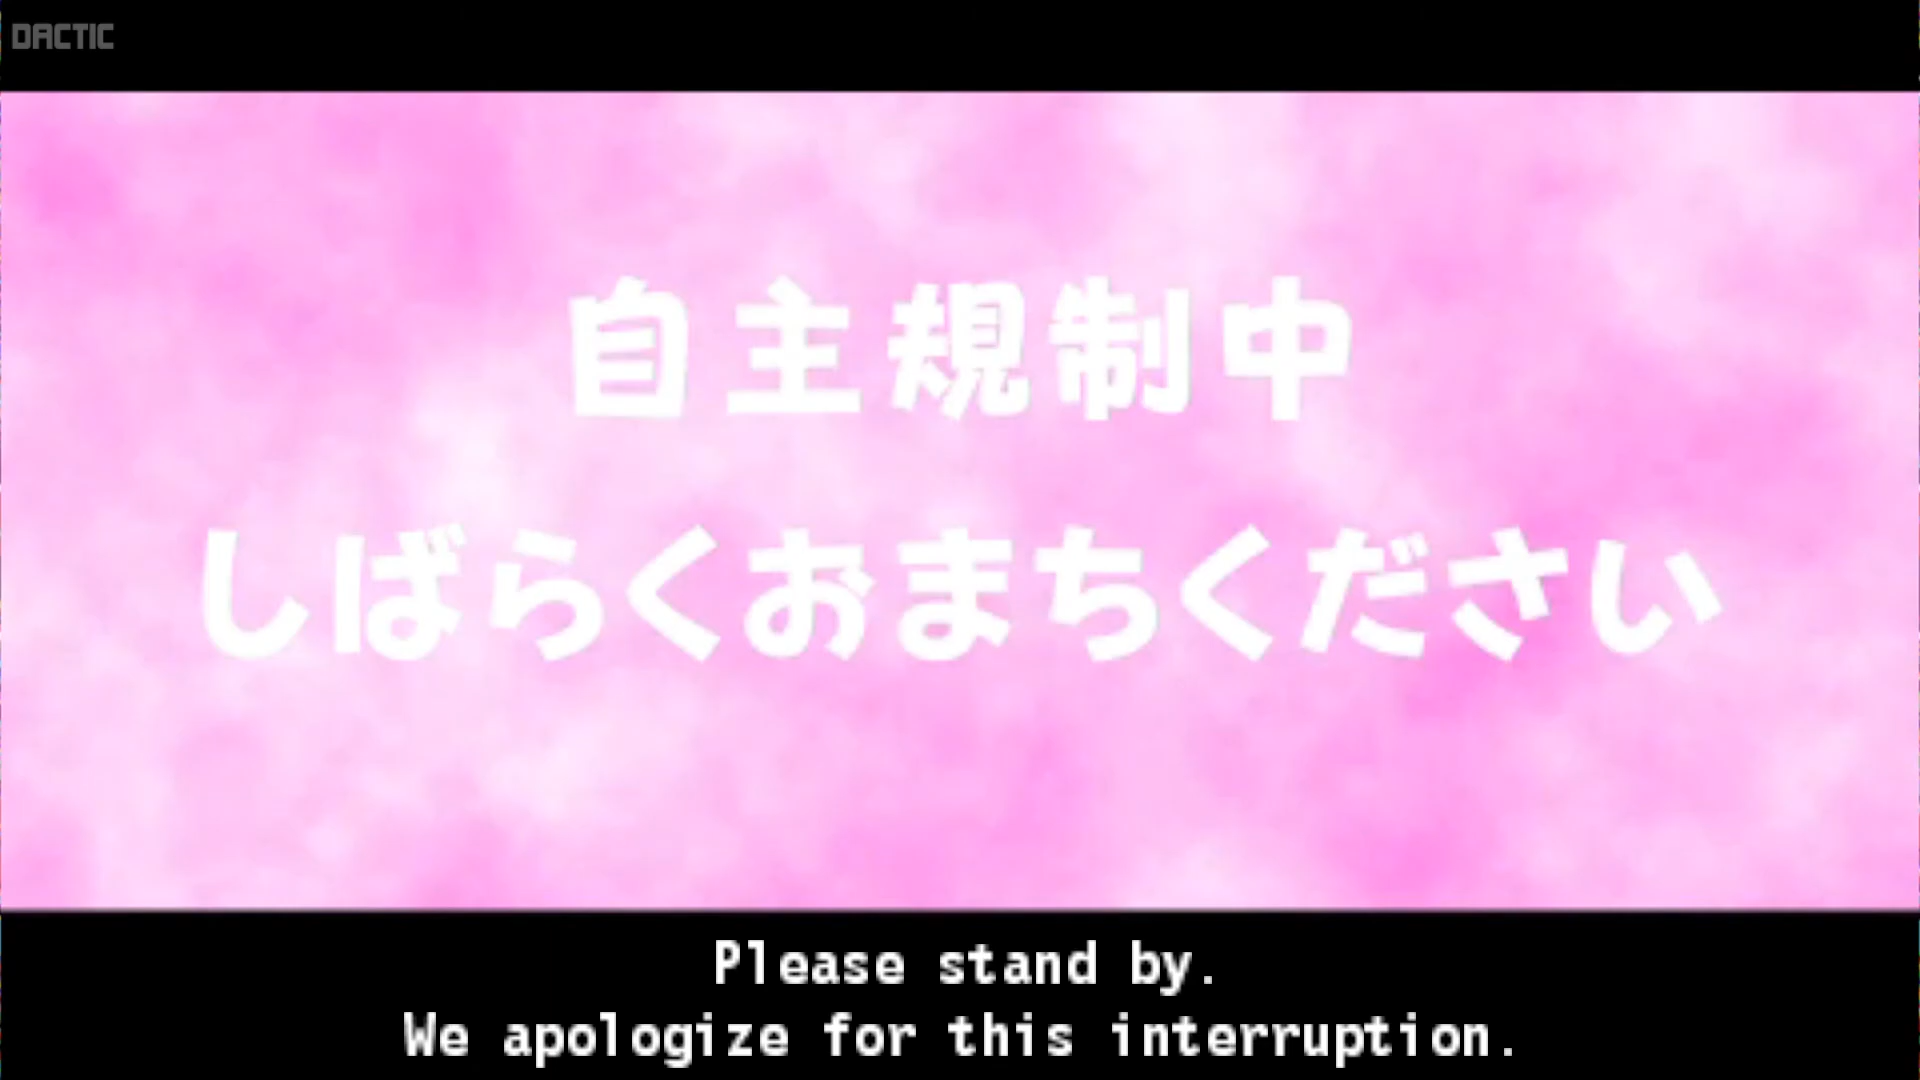 DACTIC
自主規制中
しばらくおまちください
Please stand by.
We apologize for this interruption.